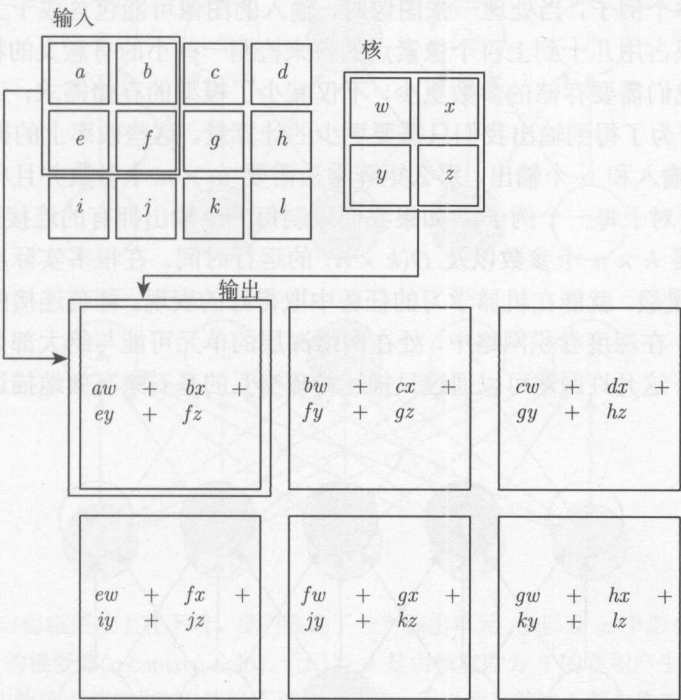 输入
a b c d
核
w x
e f g h
y
i j k l
输出
aw + bx +
ey + fz
bw + cx +
fy + gz
cw + dx +
gy + hz
ew + fx +
iy + jz
fw + gx +
jy + kz
gw + hx +
ky + lz